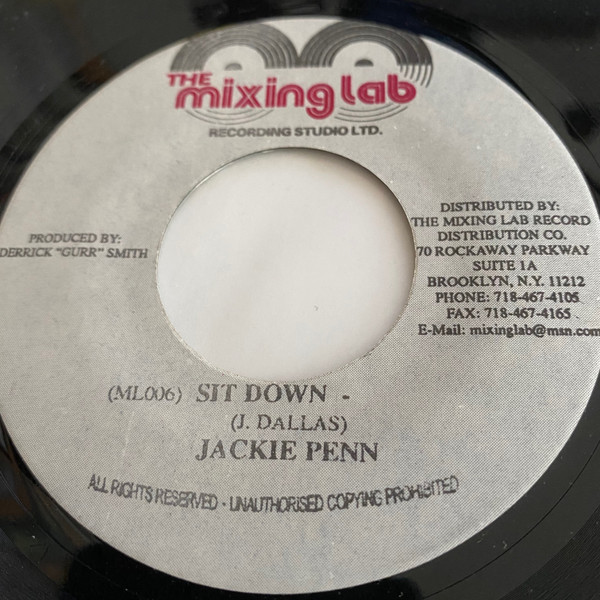 THE
mixing lab
RECORDING STUDIO LTD.
PRODUCED BY:
DERRICK "GURR" SMITH
DISTRIBUTED BY:
THE MIXING LAB RECORD
DISTRIBUTION CO.
70 ROCKAWAY PARKWAY
SUITE 1A
BROOKLYN, N.Y. 11212
PHONE: 718-467-4105
FAX: 718-467-4165
E-Mail: mixinglab@msn.com
(ML006) SIT DOWN -
(J. DALLAS)
JACKIE PENN
ALL RIGHTS RESERVED - UNAUTHORISED COPYING PROHIBITED